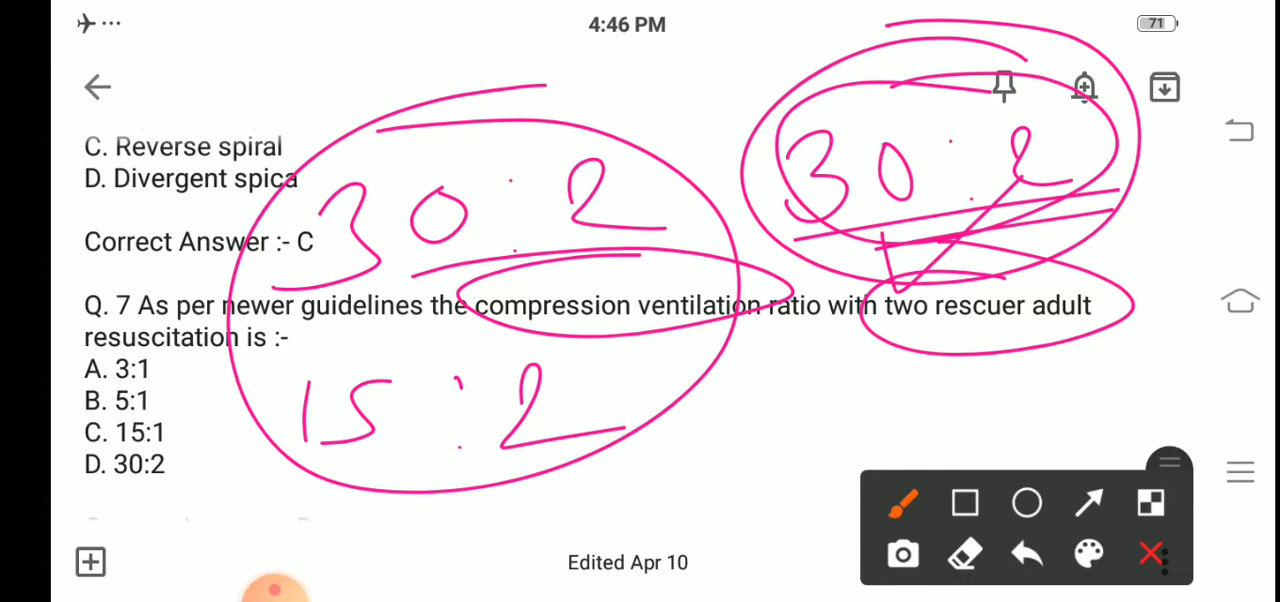 4:46 PM
71
C. Reverse spiral
D. Divergent spica
30:2
30:2
Correct Answer :- C
Q. 7 As per newer guidelines the compression ventilation ratio with two rescuer adult
resuscitation is :-
A. 3:1
15:2
B. 5:1
C. 15:1
D. 30:2
Edited Apr 10